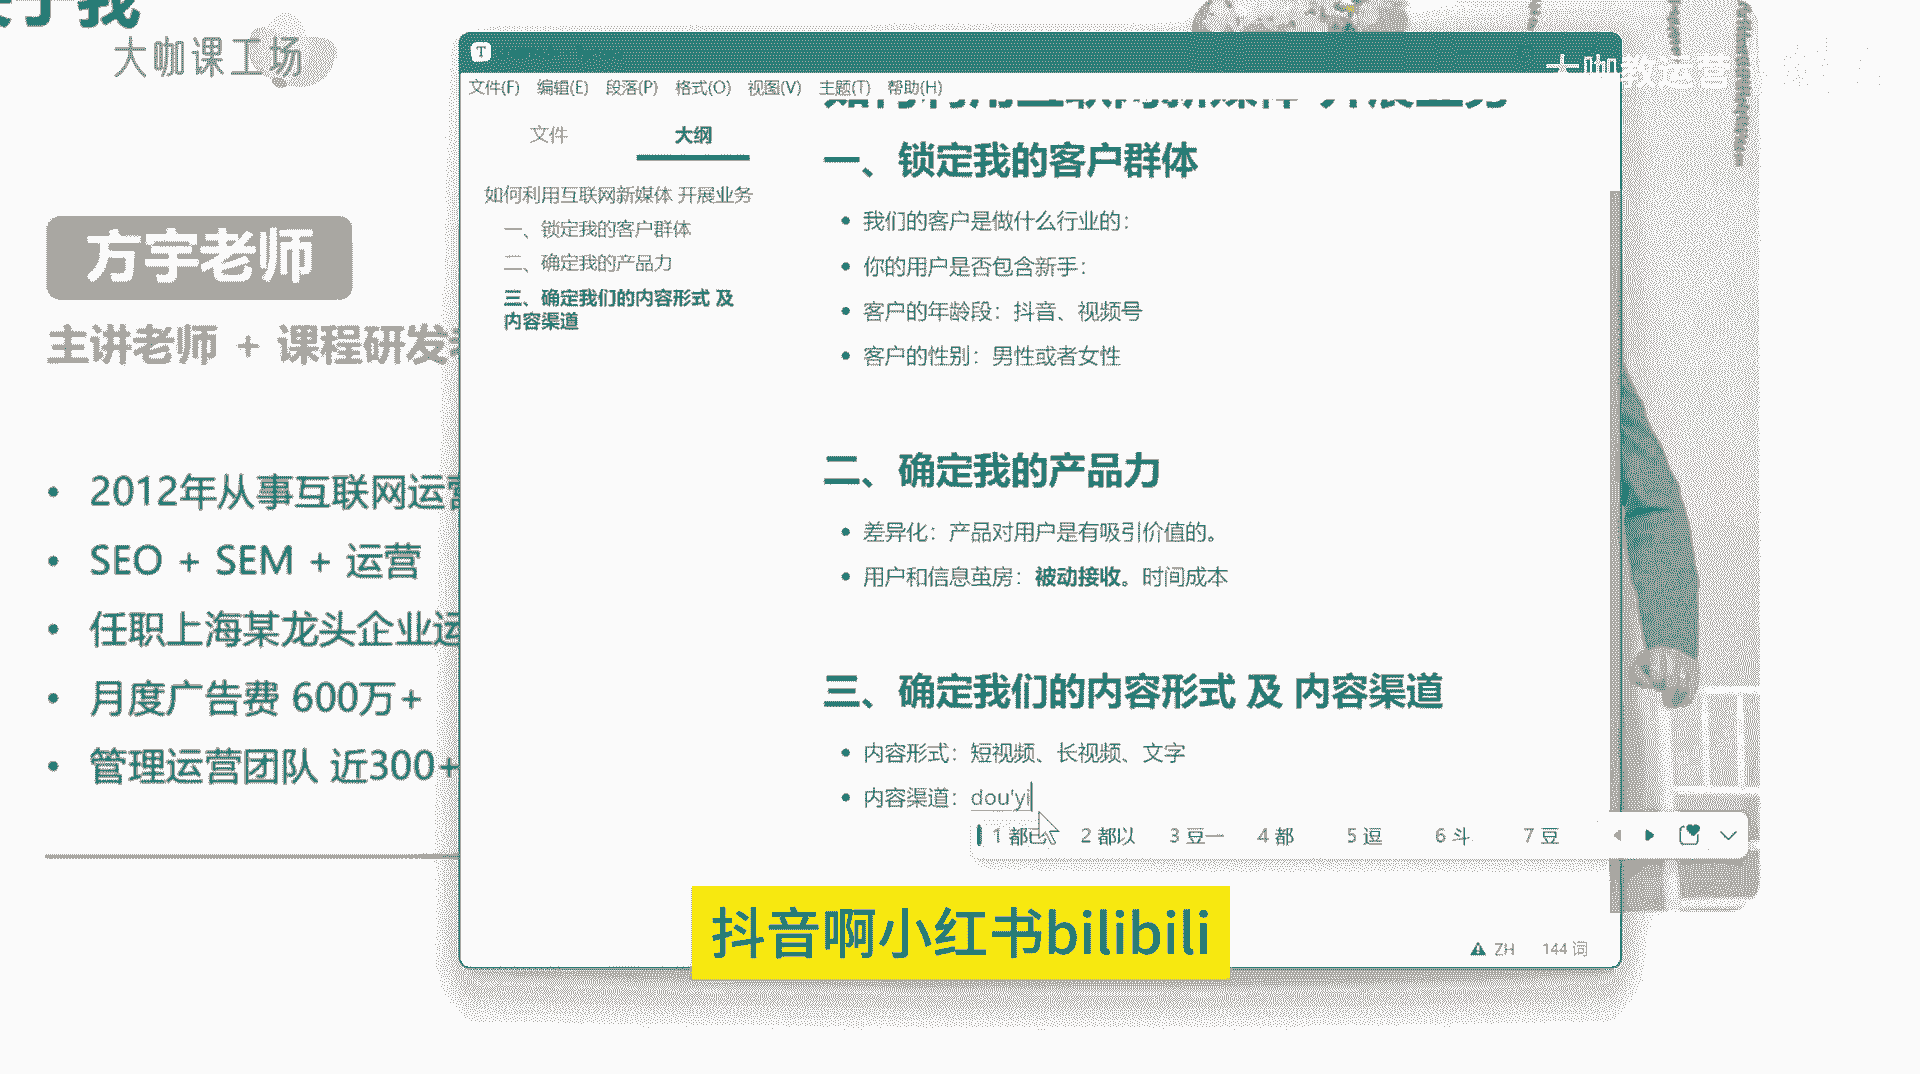 大咖课工场
方宇老师
主讲老师 + 课程研发
2012年从事互联网运营
SEO + SEM + 运营
任职上海某龙头企业运
月度广告费 600万+
管理运营团队 近300+
T
文件(F) 编辑(E) 段落(P) 格式(O) 视图(V) 主题(T) 帮助(H)
文件 大纲
如何利用互联网新媒体 开展业务
一、锁定我的客户群体
二、确定我的产品力
三、确定我们的内容形式 及
内容渠道
如何利用互联网新媒体 开展业务
一、锁定我的客户群体
我们的客户是做什么行业的：
你的用户是否包含新手：
客户的年龄段：抖音、视频号
客户的性别：男性或者女性
二、确定我的产品力
差异化：产品对用户是有吸引价值的。
用户和信息茧房：被动接收。时间成本
三、确定我们的内容形式 及 内容渠道
内容形式：短视频、长视频、文字
内容渠道：dou'yi
1 都已 2 都以 3 豆一 4 都 5 逗 6 斗 7 豆
ZH 144 词
大咖教运营
抖音啊小红书bilibili